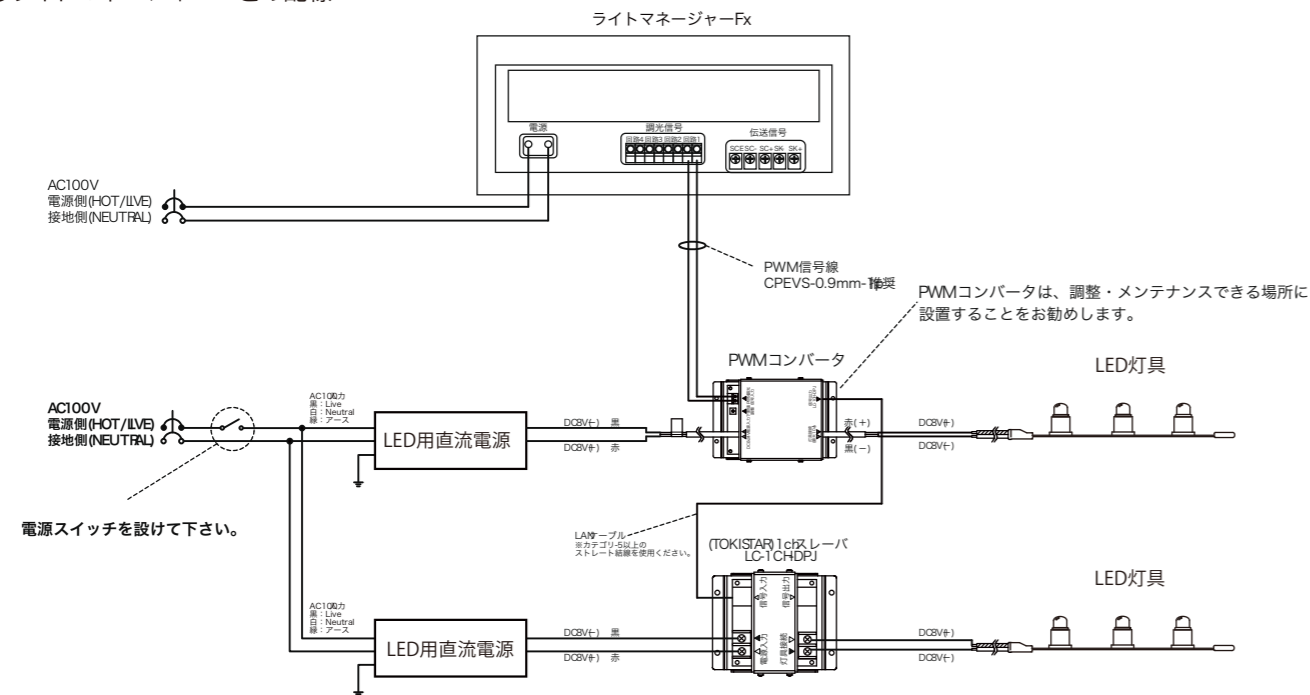 ライトマネージャーFx
電源
調光信号
回路4 回路3 回路2 回路1
伝送信号
SCE SC- SC+ SK- SK+
AC100V
電源側(HOT/LIVE)
接地側(NEUTRAL)
PWM信号線
CPEVS-0.9mm-1p推奨
PWMコンバータは、調整・メンテナンスできる場所に
設置することをお勧めします。
PWMコンバータ
LED灯具
AC100V
電源側(HOT/LIVE)
接地側(NEUTRAL)
AC100入力
黒：Live
白：Neutral
緑：アース
LED用直流電源
DC8V(-) 黒
DC8V(+) 赤
赤(+)
黒(-)
DC8V(+)
DC8V(-)
電源スイッチを設けて下さい。
LANケーブル
※カテゴリ-5以上の
ストレート結線を使用ください。
(TOKISTAR)1chスレーバ
LC-1CH-DPJ
信号入力
信号出力
電源入力
灯具接続
LED灯具
AC100入力
黒：Live
白：Neutral
緑：アース
LED用直流電源
DC8V(-) 黒
DC8V(+) 赤
DC8V(+)
DC8V(-)